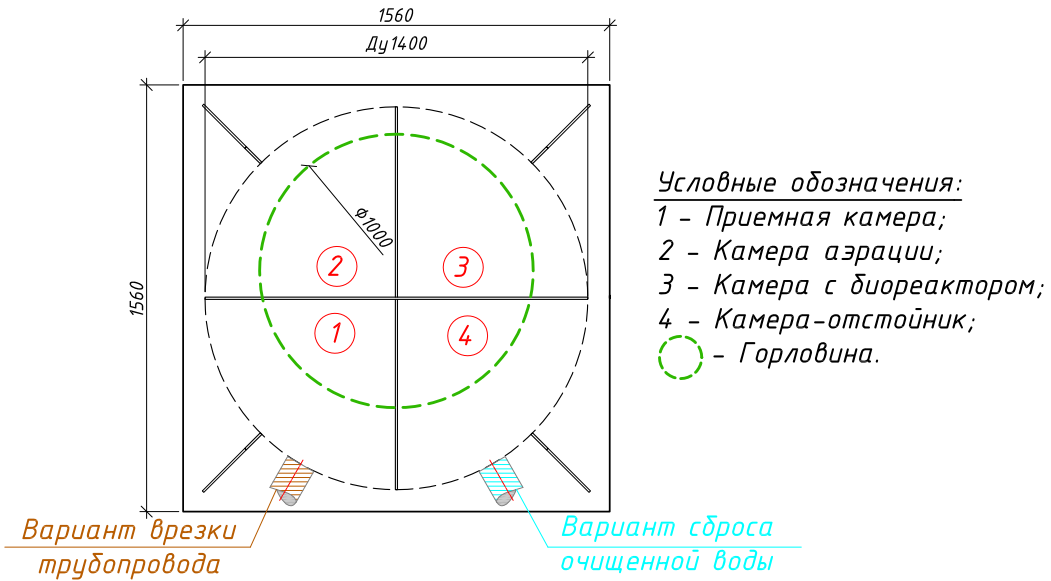 1560
Ду1400
1560
Ø1000
2
3
1
4
Условные обозначения:
1 - Приемная камера;
2 - Камера аэрации;
3 - Камера с биореактором;
4 - Камера-отстойник;
- Горловина.
Вариант врезки
трубопровода
Вариант сброса
очищенной воды